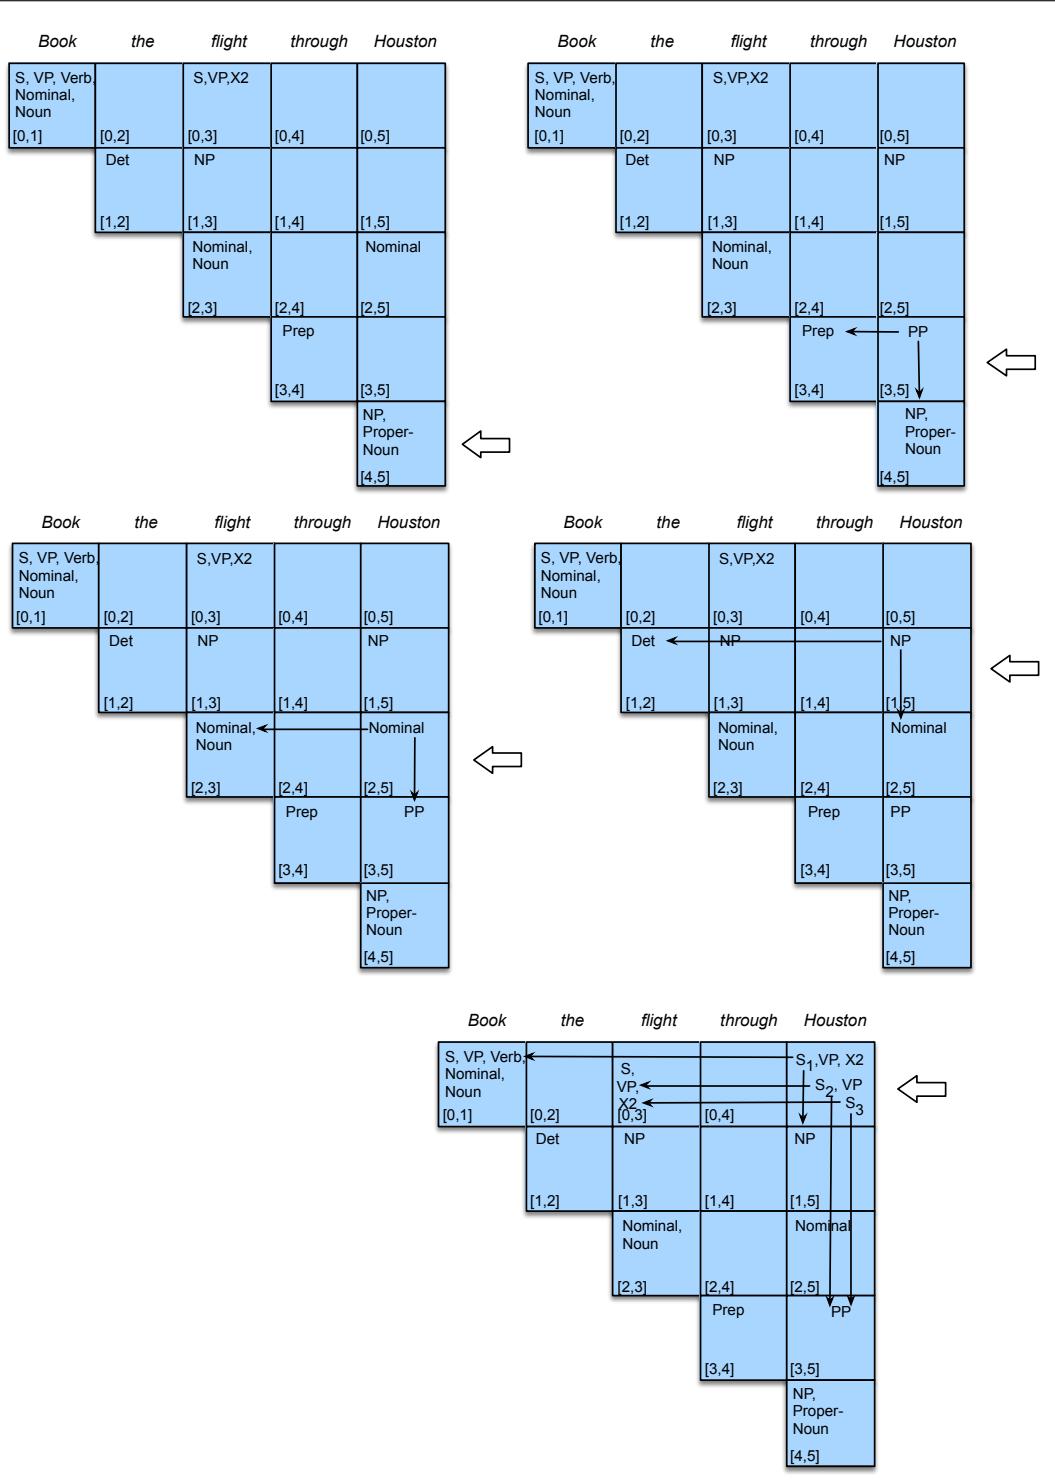 Book the flight through Houston
S, VP, Verb, S,VP,X2
Nominal,
Noun
[0,1] [0,2] [0,3] [0,4] [0,5]
Det NP
[1,2] [1,3] [1,4] [1,5]
Nominal, Nominal
Noun
[2,3] [2,4] [2,5]
Prep
[3,4] [3,5]
NP,
Proper-
Noun
[4,5]
Book the flight through Houston
S, VP, Verb, S,VP,X2
Nominal,
Noun
[0,1] [0,2] [0,3] [0,4] [0,5]
Det NP NP
[1,2] [1,3] [1,4] [1,5]
Nominal,
Noun
[2,3] [2,4] [2,5]
Prep PP
[3,4] [3,5]
NP,
Proper-
Noun
[4,5]
Book the flight through Houston
S, VP, Verb, S,VP,X2
Nominal,
Noun
[0,1] [0,2] [0,3] [0,4] [0,5]
Det NP NP
[1,2] [1,3] [1,4] [1,5]
Nominal, Nominal
Noun
[2,3] [2,4] [2,5]
Prep PP
[3,4] [3,5]
NP,
Proper-
Noun
[4,5]
Book the flight through Houston
S, VP, Verb, S,VP,X2
Nominal,
Noun
[0,1] [0,2] [0,3] [0,4] [0,5]
Det NP NP
[1,2] [1,3] [1,4] [1,5]
Nominal, Nominal
Noun
[2,3] [2,4] [2,5]
Prep PP
[3,4] [3,5]
NP,
Proper-
Noun
[4,5]
Book the flight through Houston
S, VP, Verb, S, S1,VP, X2
Nominal, VP, S2, VP
Noun X2 S3
[0,1] [0,2] [0,3] [0,4]
Det NP NP
[1,2] [1,3] [1,4] [1,5]
Nominal, Nominal
Noun
[2,3] [2,4] [2,5]
Prep PP
[3,4] [3,5]
NP,
Proper-
Noun
[4,5]